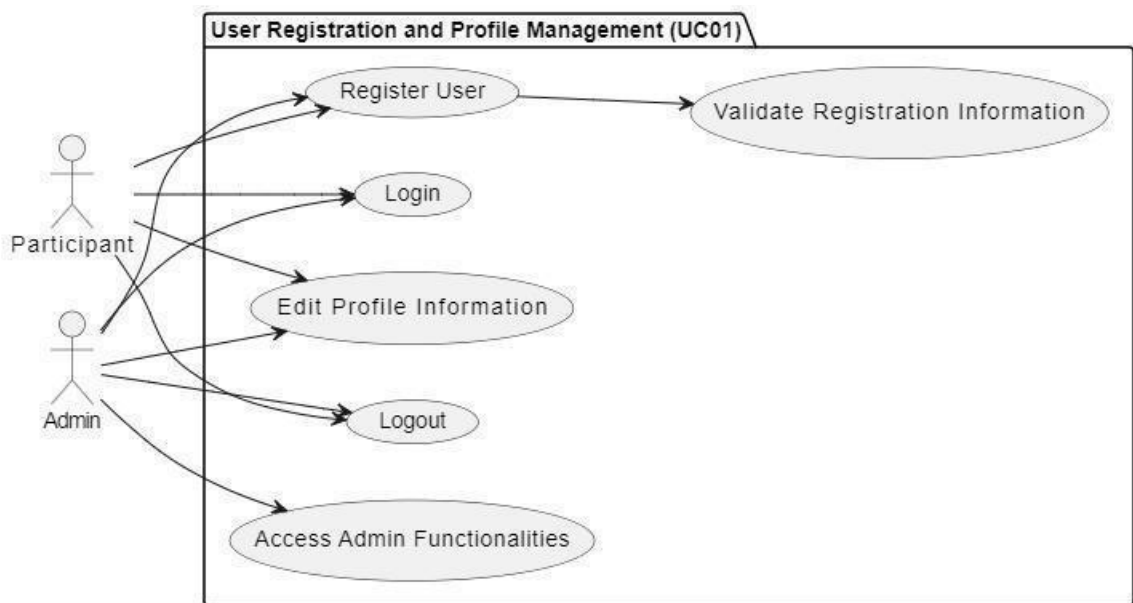 User Registration and Profile Management (UC01)
Register User
Validate Registration Information
Login
Participant
Edit Profile Information
Admin
Logout
Access Admin Functionalities